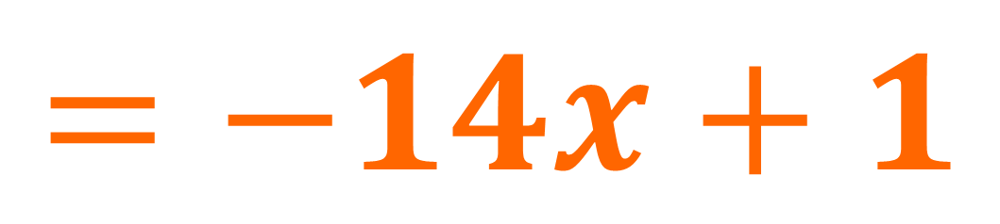 = −14x + 1